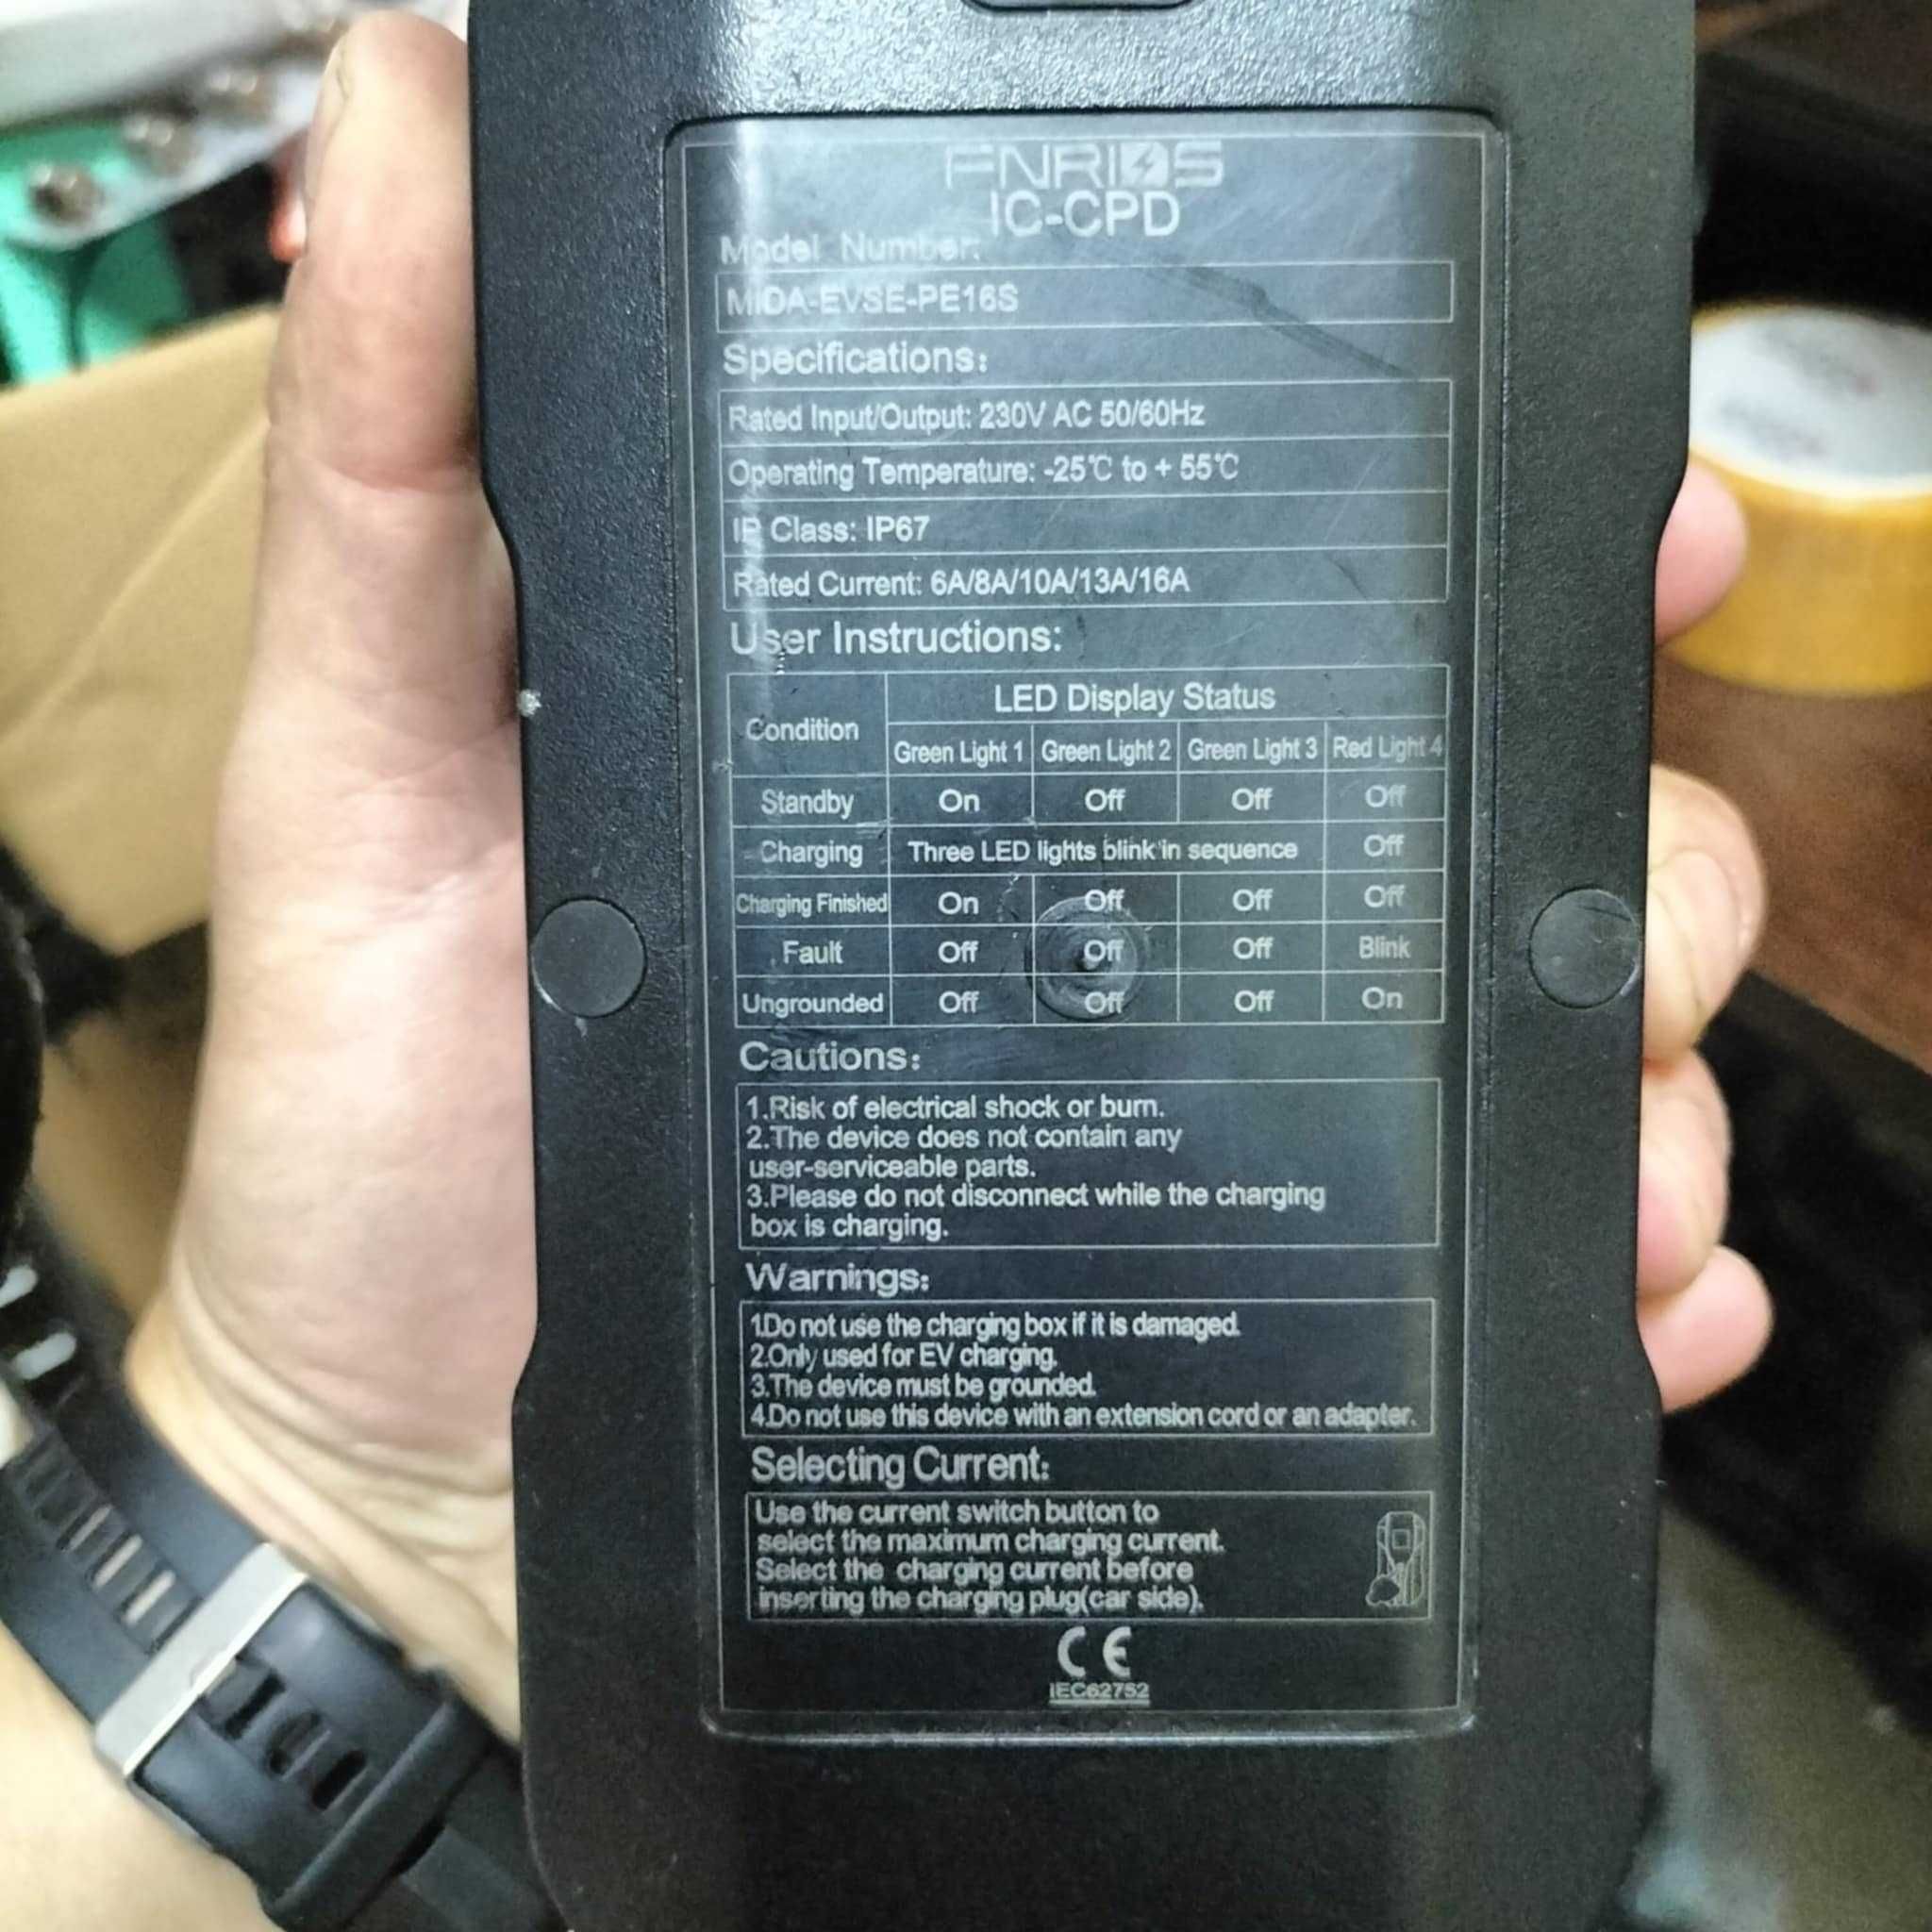 FNRIDS
IC-CPD
Model Number:
MIDA-EVSE-PE16S
Specifications:
Rated Input/Output: 230V AC 50/60Hz
Operating Temperature: -25℃ to + 55℃
IP Class: IP67
Rated Current: 6A/8A/10A/13A/16A
User Instructions:
Condition LED Display Status
Green Light 1 Green Light 2 Green Light 3 Red Light 4
Standby On Off Off Off
Charging Three LED lights blink in sequence Off
Charging Finished On Off Off Off
Fault Off Off Off Blink
Ungrounded Off Off Off On
Cautions:
1.Risk of electrical shock or burn.
2.The device does not contain any
user-serviceable parts.
3.Please do not disconnect while the charging
box is charging.
Warnings:
1.Do not use the charging box if it is damaged.
2.Only used for EV charging.
3.The device must be grounded.
4.Do not use this device with an extension cord or an adapter.
Selecting Current:
Use the current switch button to
select the maximum charging current.
Select the charging current before
inserting the charging plug(car side).
CE
IEC62752